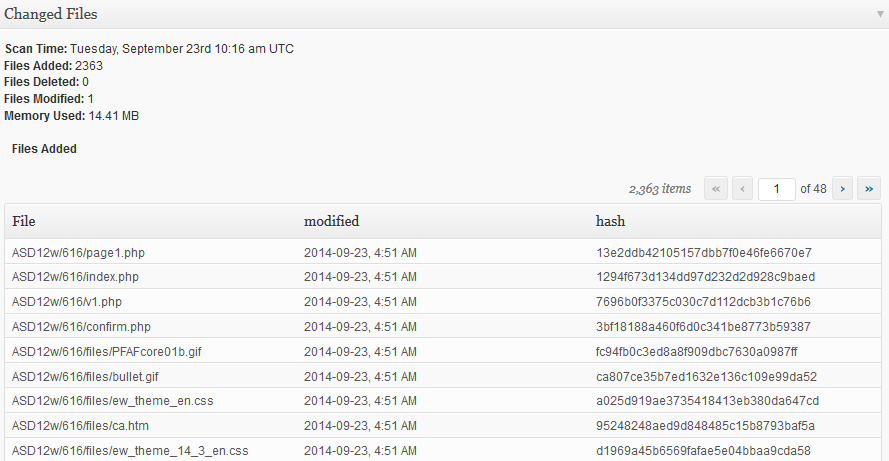 Changed Files
Scan Time: Tuesday, September 23rd 10:16 am UTC
Files Added: 2363
Files Deleted: 0
Files Modified: 1
Memory Used: 14.41 MB
Files Added
2,363 items « ‹ 1 of 48 › »
File modified hash
ASD12w/616/page1.php 2014-09-23, 4:51 AM 13e2ddb42105157dbb7f0e46fe6670e7
ASD12w/616/index.php 2014-09-23, 4:51 AM 1294f673d134dd97d232d2d928c9baed
ASD12w/616/v1.php 2014-09-23, 4:51 AM 7696b0f3375c030c7d112dcb3b1c76b6
ASD12w/616/confirm.php 2014-09-23, 4:51 AM 3bf18188a460f6d0c341be8773b59387
ASD12w/616/files/PFAFcore01b.gif 2014-09-23, 4:51 AM fc94fb0c3ed8a8f909dbc7630a0987ff
ASD12w/616/files/bullet.gif 2014-09-23, 4:51 AM ca807ce35b7ed1632e136c109e99da52
ASD12w/616/files/ew_theme_en.css 2014-09-23, 4:51 AM a025d919ae3735418413eb380da647cd
ASD12w/616/files/ca.htm 2014-09-23, 4:51 AM 95248248aed9d848485c15b8793baf5a
ASD12w/616/files/ew_theme_14_3_en.css 2014-09-23, 4:51 AM d1969a45b6569fafae5e04bbaa9cda58